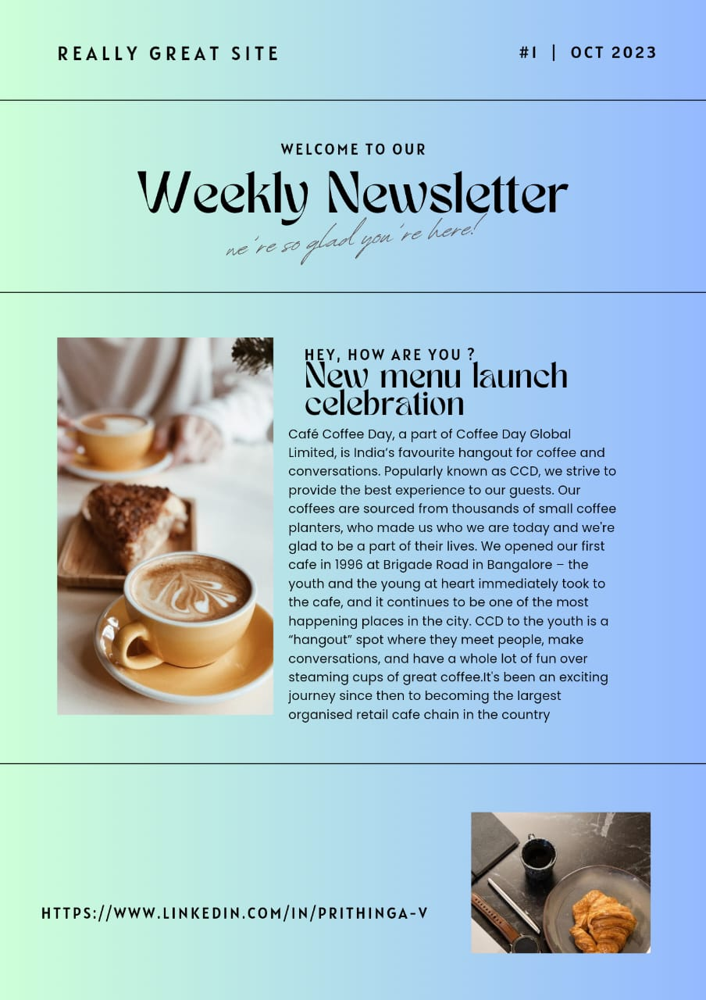 REALLY GREAT SITE
#1 | OCT 2023
WELCOME TO OUR
Weekly Newsletter
we're so glad you're here!
HEY, HOW ARE YOU ?
New menu launch
celebration
Café Coffee Day, a part of Coffee Day Global
Limited, is India’s favourite hangout for coffee and
conversations. Popularly known as CCD, we strive to
provide the best experience to our guests. Our
coffees are sourced from thousands of small coffee
planters, who made us who we are today and we're
glad to be a part of their lives. We opened our first
cafe in 1996 at Brigade Road in Bangalore – the
youth and the young at heart immediately took to
the cafe, and it continues to be one of the most
happening places in the city. CCD to the youth is a
“hangout” spot where they meet people, make
conversations, and have a whole lot of fun over
steaming cups of great coffee.It's been an exciting
journey since then to becoming the largest
organised retail cafe chain in the country
HTTPS://WWW.LINKEDIN.COM/IN/PRITHINGA-V